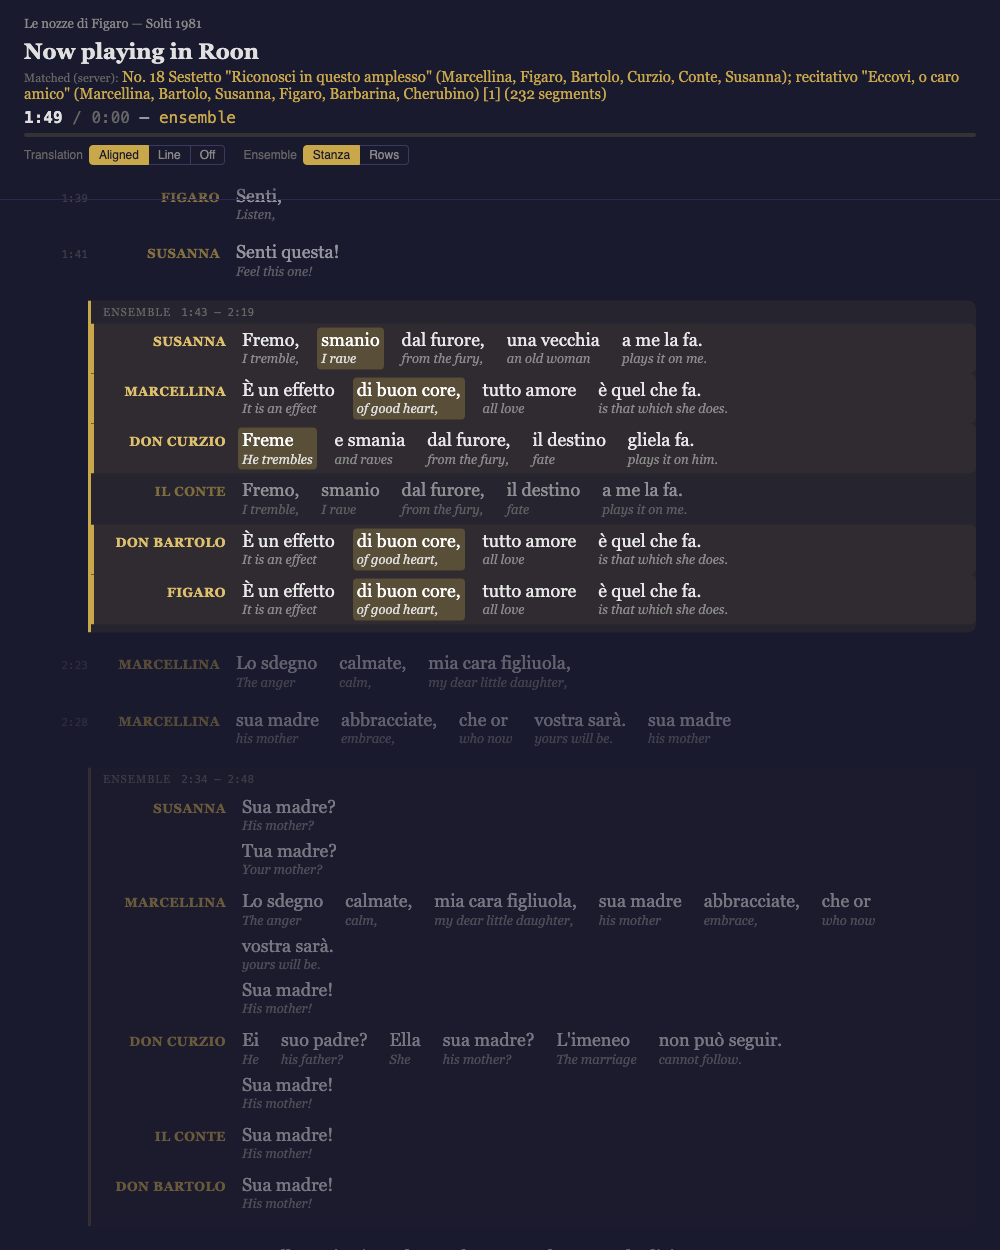 Le nozze di Figaro — Solti 1981
Now playing in Roon
Matched (server): No. 18 Sestetto "Riconosci in questo amplesso" (Marcellina, Figaro, Bartolo, Curzio, Conte, Susanna); recitativo "Eccovi, o caro
amico" (Marcellina, Bartolo, Susanna, Figaro, Barbarina, Cherubino) [1] (232 segments)
1:49 / 0:00 — ensemble
Translation Aligned Line Off Ensemble Stanza Rows
1:39 FIGARO Senti,
Listen,
1:41 SUSANNA Senti questa!
Feel this one!
ENSEMBLE 1:43 — 2:19
SUSANNA Fremo, smanio dal furore, una vecchia a me la fa.
I tremble, I rave from the fury, an old woman plays it on me.
MARCELLINA È un effetto di buon core, tutto amore è quel che fa.
It is an effect of good heart, all love is that which she does.
DON CURZIO Freme e smania dal furore, il destino gliela fa.
He trembles and raves from the fury, fate plays it on him.
IL CONTE Fremo, smanio dal furore, il destino a me la fa.
I tremble, I rave from the fury, fate plays it on me.
DON BARTOLO È un effetto di buon core, tutto amore è quel che fa.
It is an effect of good heart, all love is that which she does.
FIGARO È un effetto di buon core, tutto amore è quel che fa.
It is an effect of good heart, all love is that which she does.
2:23 MARCELLINA Lo sdegno calmate, mia cara figliuola,
The anger calm, my dear little daughter,
2:28 MARCELLINA sua madre abbracciate, che or vostra sarà. sua madre
his mother embrace, who now yours will be. his mother
ENSEMBLE 2:34 — 2:48
SUSANNA Sua madre?
His mother?
Tua madre?
Your mother?
MARCELLINA Lo sdegno calmate, mia cara figliuola, sua madre abbracciate, che or
The anger calm, my dear little daughter, his mother embrace, who now
vostra sarà.
yours will be.
Sua madre!
His mother!
DON CURZIO Ei suo padre? Ella sua madre? L'imeneo non può seguir.
He his father? She his mother? The marriage cannot follow.
Sua madre!
His mother!
IL CONTE Sua madre!
His mother!
DON BARTOLO Sua madre!
His mother!